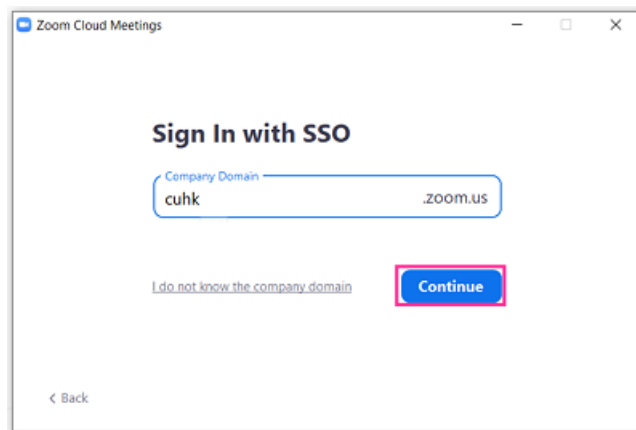 Zoom Cloud Meetings
Sign In with SSO
Company Domain
cuhk .zoom.us
I do not know the company domain
Continue
< Back